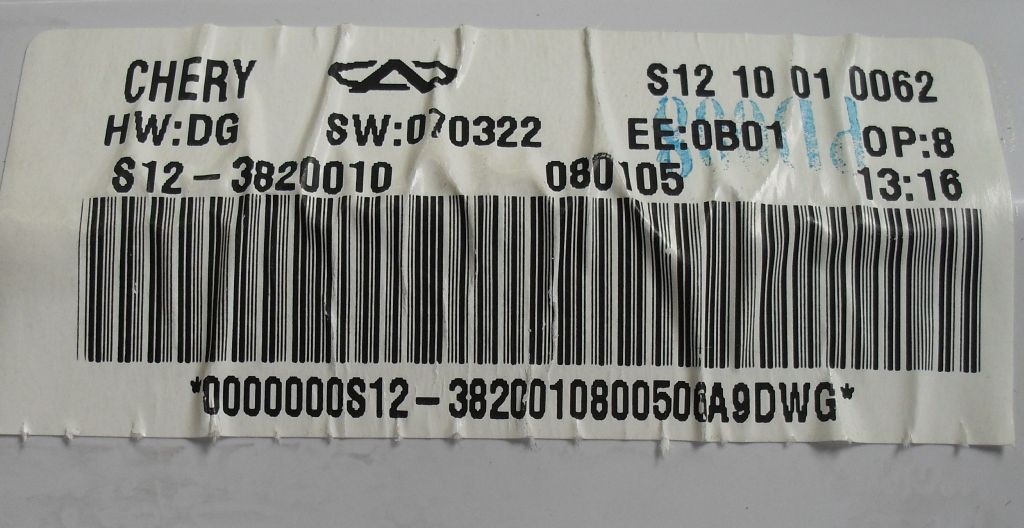 CHERY S12 10 01 0062
HW:DG SW:070322 EE:0B01 OP:8
S12-3820010 080105 13:16
*0000000S12-3820010800506A9DWG*